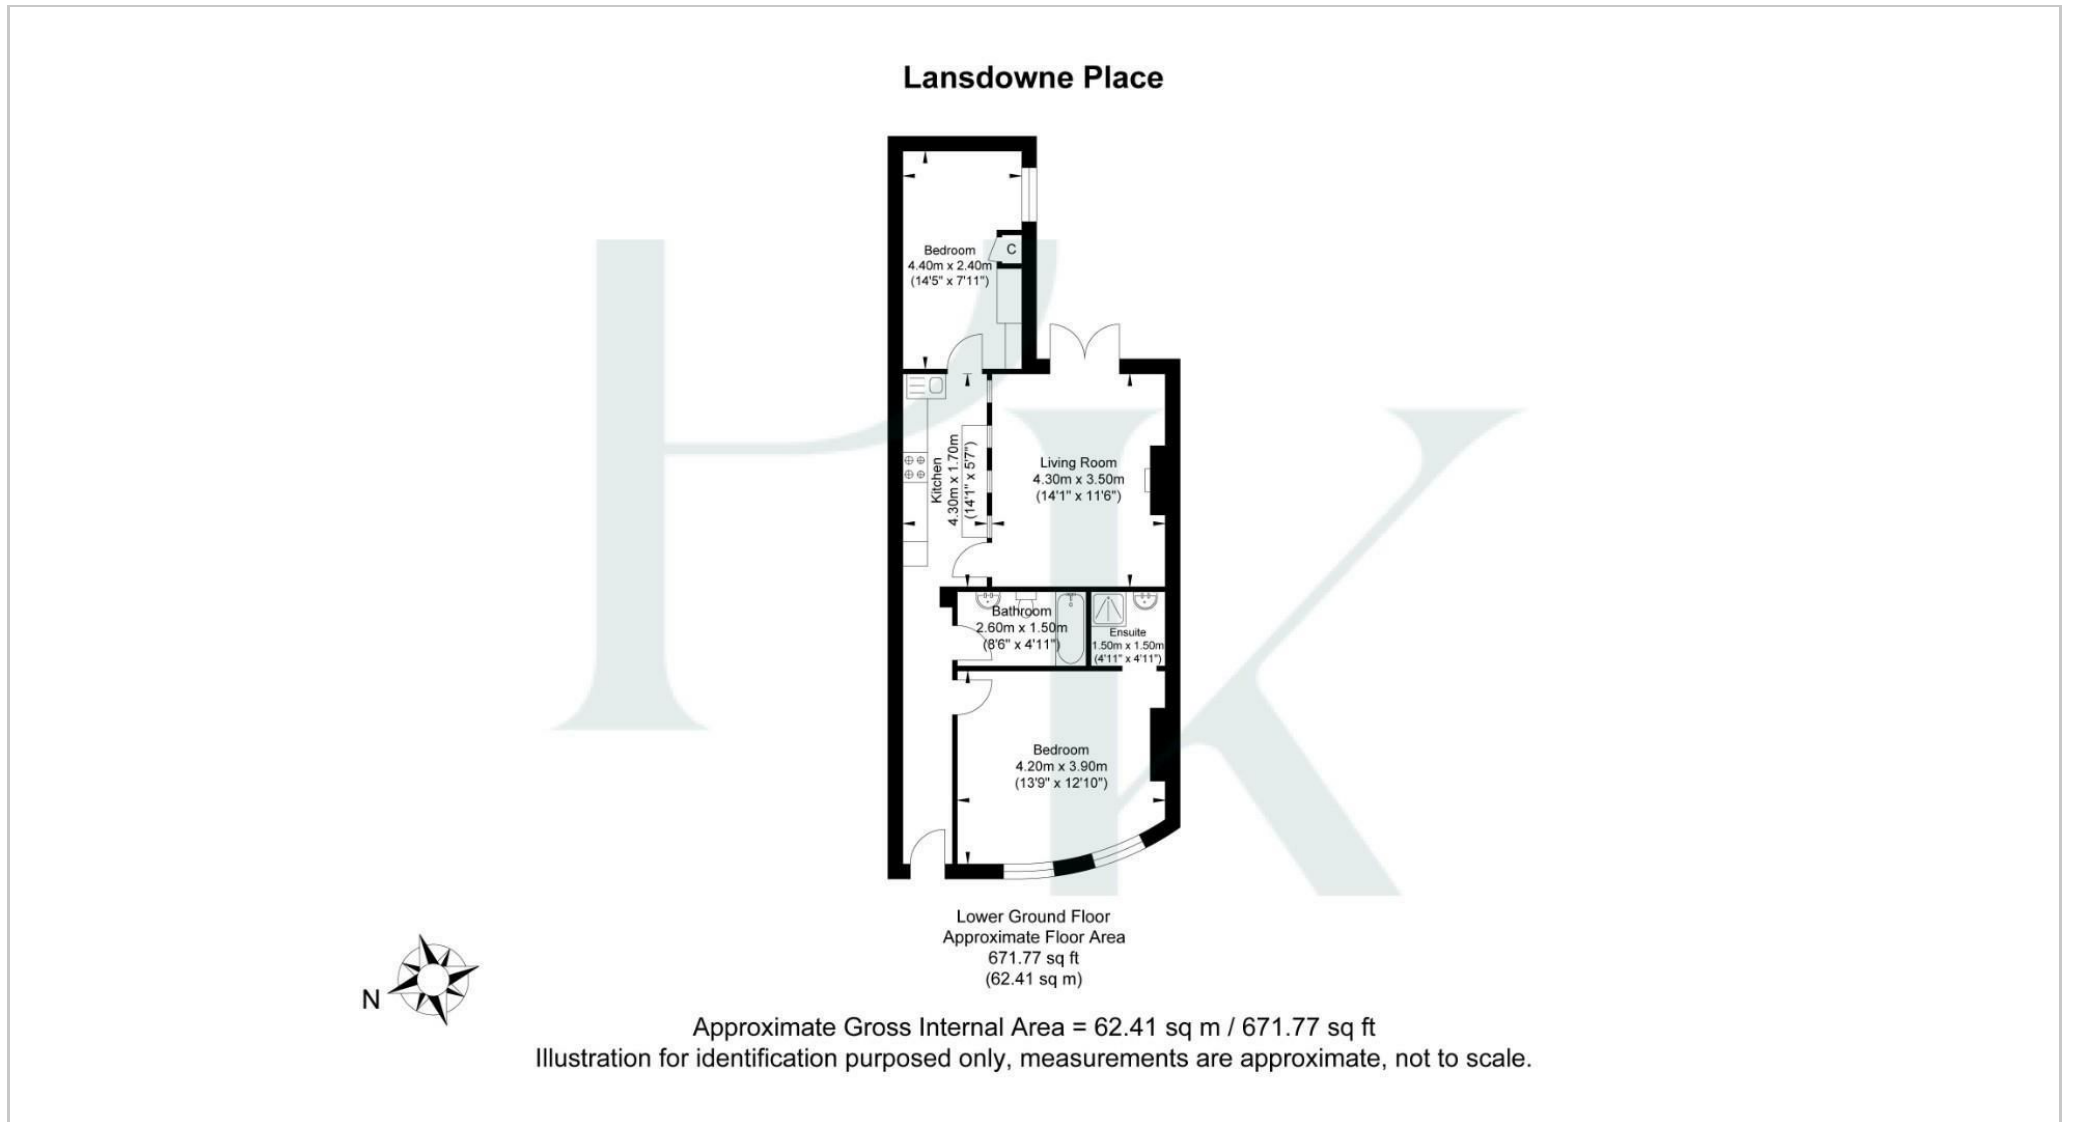 Lansdowne Place
Bedroom
4.40m x 2.40m
(14'5" x 7'11")
C
Kitchen
4.30m x 1.70m
(14'1" x 5'7")
Living Room
4.30m x 3.50m
(14'1" x 11'6")
Bathroom
2.60m x 1.50m
(8'6" x 4'11")
Ensuite
1.50m x 1.50m
(4'11" x 4'11")
Bedroom
4.20m x 3.90m
(13'9" x 12'10")
Lower Ground Floor
Approximate Floor Area
671.77 sq ft
(62.41 sq m)
N
Approximate Gross Internal Area = 62.41 sq m / 671.77 sq ft
Illustration for identification purposed only, measurements are approximate, not to scale.
HK